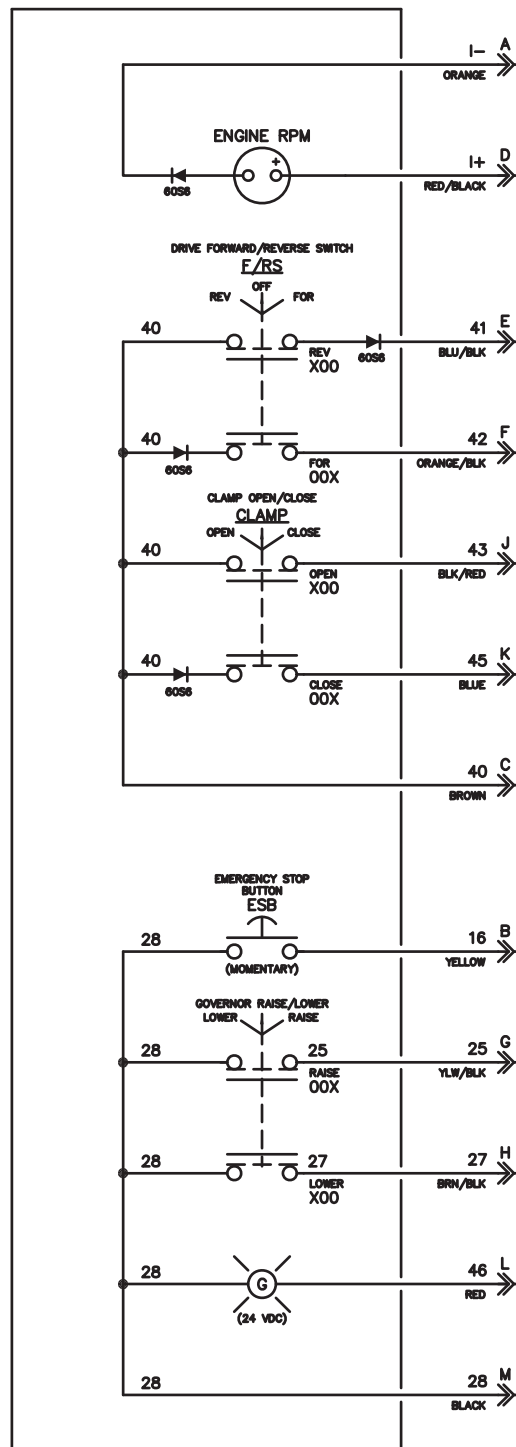 I- A
ORANGE
ENGINE RPM
+
I+ D
60S6
RED/BLACK
DRIVE FORWARD/REVERSE SWITCH
F/RS
OFF
REV FOR
40 41 E
REV 60S6 BLU/BLK
X00
40 42 F
60S6 FOR ORANGE/BLK
00X
CLAMP OPEN/CLOSE
CLAMP
OPEN CLOSE
40 43 J
OPEN BLK/RED
X00
40 45 K
60S6 CLOSE BLUE
00X
40 C
BROWN
EMERGENCY STOP
BUTTON
ESB
28 16 B
(MOMENTARY) YELLOW
GOVERNOR RAISE/LOWER
LOWER RAISE
28 25 25 G
RAISE YLW/BLK
00X
28 27 27 H
LOWER BRN/BLK
X00
28 46 L
G
RED
(24 VDC)
28 28 M
BLACK